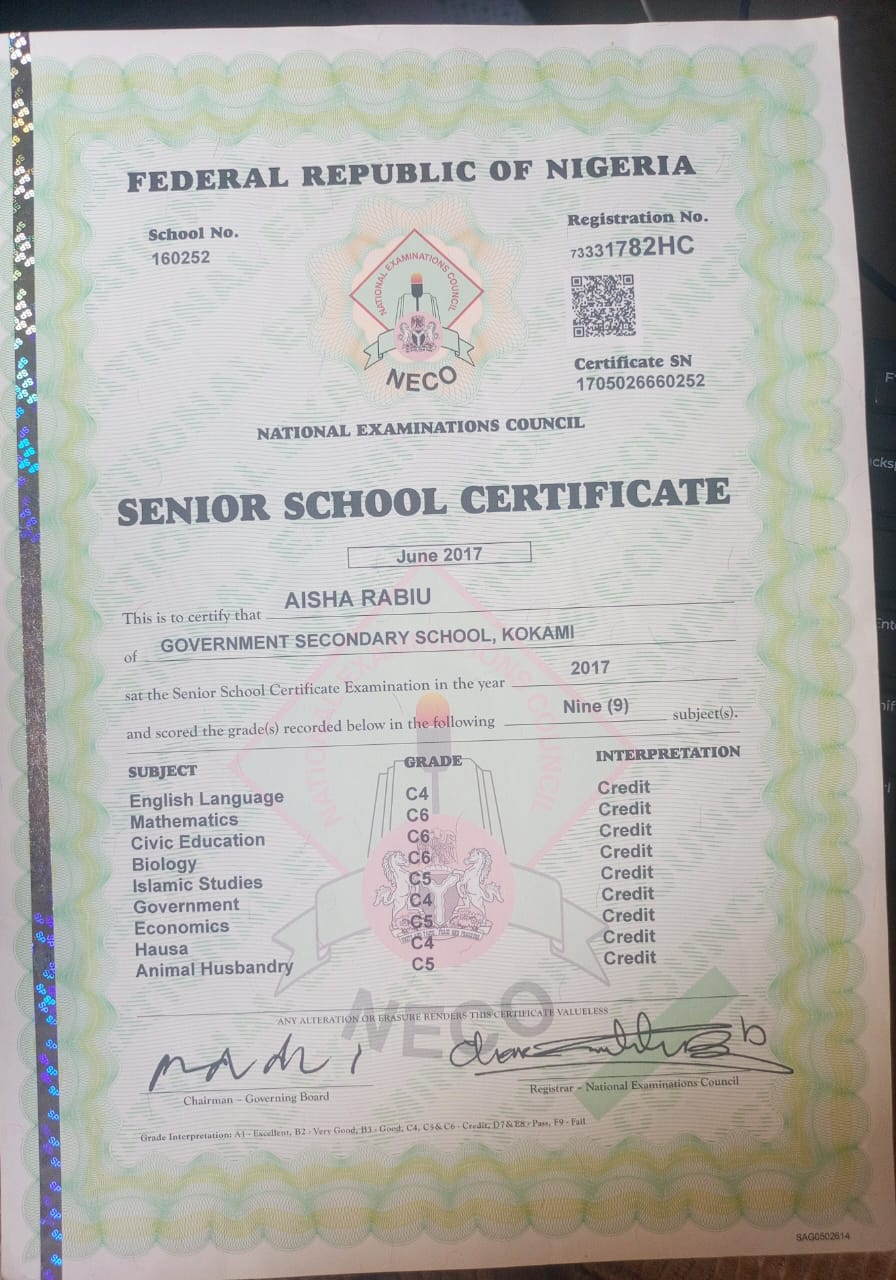 FEDERAL REPUBLIC OF NIGERIA
School No.
160252
Registration No.
73331782HC
NATIONAL EXAMINATIONS COUNCIL
NECO
Certificate SN
1705026660252
NATIONAL EXAMINATIONS COUNCIL
SENIOR SCHOOL CERTIFICATE
June 2017
This is to certify that AISHA RABIU
of GOVERNMENT SECONDARY SCHOOL, KOKAMI
sat the Senior School Certificate Examination in the year 2017
and scored the grade(s) recorded below in the following Nine (9) subject(s).
SUBJECT GRADE INTERPRETATION
English Language C4 Credit
Mathematics C6 Credit
Civic Education C6 Credit
Biology C6 Credit
Islamic Studies C5 Credit
Government C4 Credit
Economics C5 Credit
Hausa C4 Credit
Animal Husbandry C5 Credit
NATIONAL EXAMINATIONS COUNCIL
NECO
ANY ALTERATION OR ERASURE RENDERS THIS CERTIFICATE VALUELESS
Chairman - Governing Board
Registrar - National Examinations Council
Grade Interpretation: A1 - Excellent, B2 - Very Good, B3 - Good, C4, C5 & C6 - Credit, D7 & E8 - Pass, F9 - Fail
SAG0502614